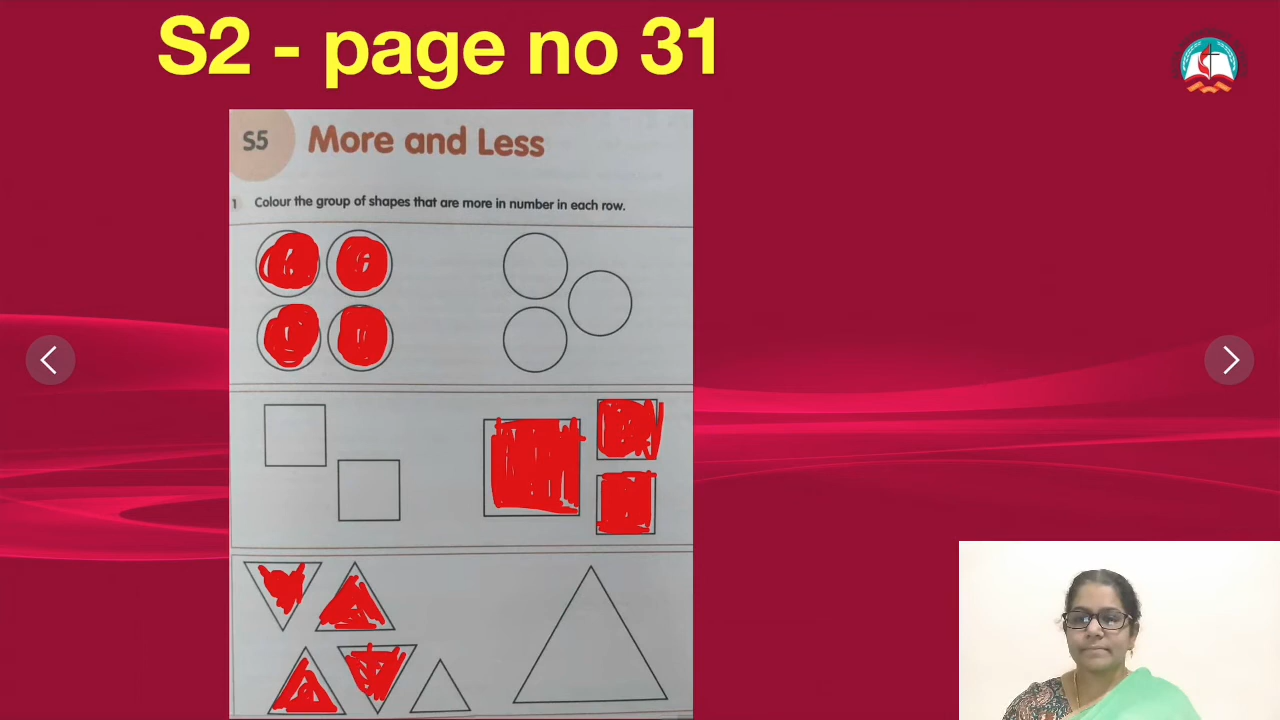 S2 - page no 31
S5 More and Less
1 Colour the group of shapes that are more in number in each row.